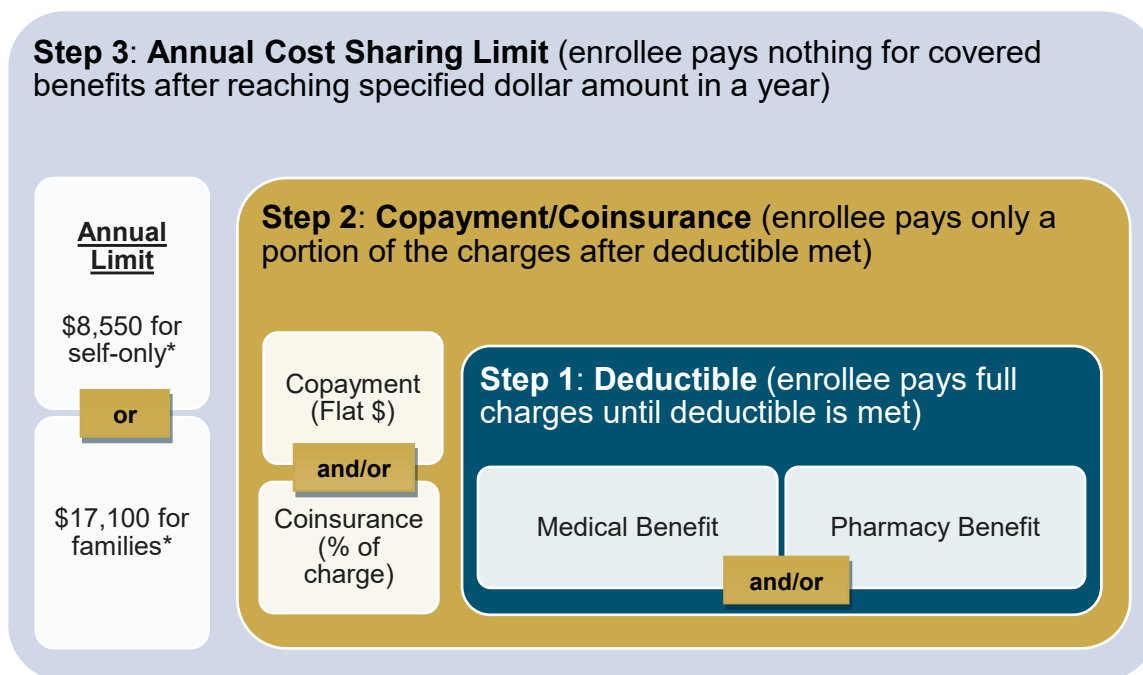 Step 3: Annual Cost Sharing Limit (enrollee pays nothing for covered
benefits after reaching specified dollar amount in a year)
Annual
Limit
$8,550 for
self-only*
or
$17,100 for
families*
Step 2: Copayment/Coinsurance (enrollee pays only a
portion of the charges after deductible met)
Copayment
(Flat $)
and/or
Coinsurance
(% of
charge)
Step 1: Deductible (enrollee pays full
charges until deductible is met)
Medical Benefit
Pharmacy Benefit
and/or